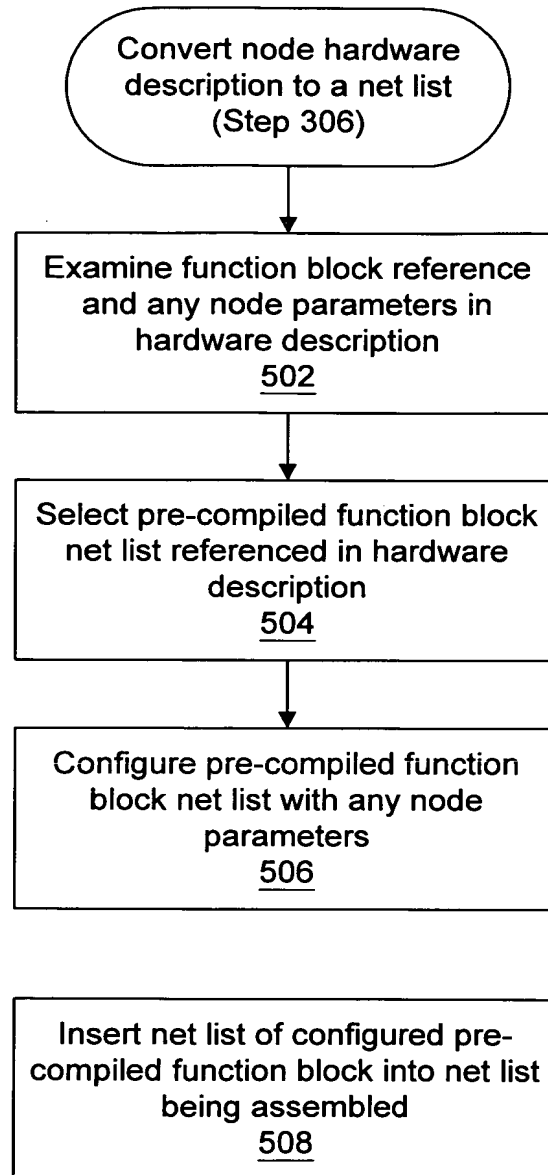 Convert node hardware
description to a net list
(Step 306)
Examine function block reference
and any node parameters in
hardware description
502
Select pre-compiled function block
net list referenced in hardware
description
504
Configure pre-compiled function
block net list with any node
parameters
506
Insert net list of configured pre-
compiled function block into net list
being assembled
508